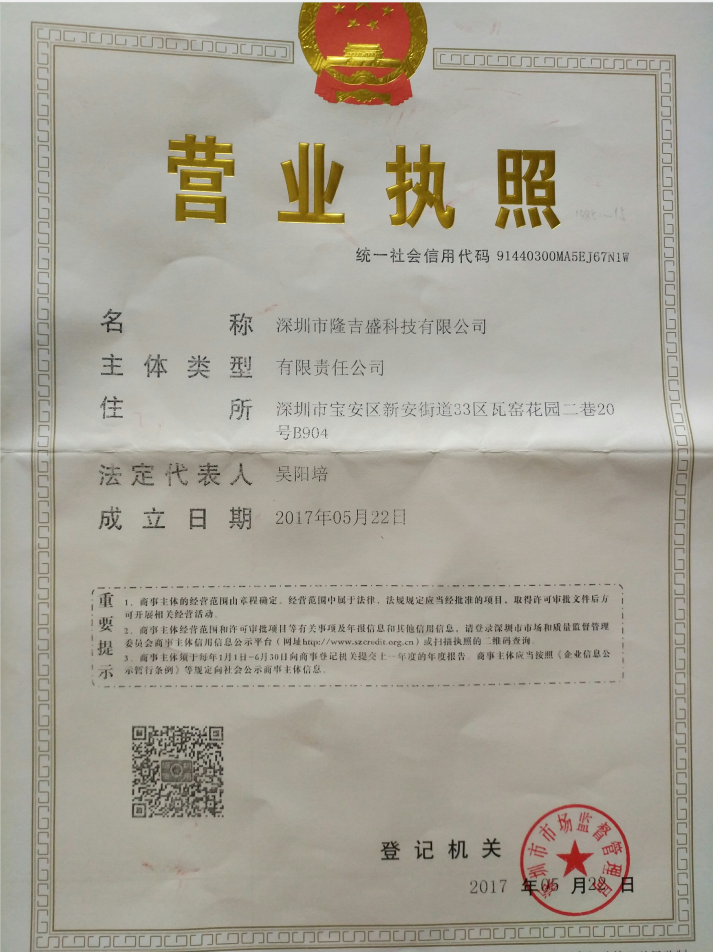 营业执照
统一社会信用代码 91440300MA5EJ67N1W
名称 深圳市隆吉盛科技有限公司
主体类型 有限责任公司
住所 深圳市宝安区新安街道33区瓦窑花园二巷20
号B904
法定代表人 吴阳培
成立日期 2017年05月22日
重要提示
1、商事主体的经营范围由章程确定。经营范围中属于法律、法规规定应当经批准的项目，取得许可审批文件后方
可开展相关经营活动。
2、商事主体经营范围和许可审批项目等有关事项及年报信息和其他信用信息，请登录深圳市市场和质量监督管理
委员会商事主体信用信息公示平台（网址http://www.szcredit.org.cn）或扫描执照的二维码查询。
3、商事主体须于每年1月1日-6月30日向商事登记机关提交上一年度的年度报告。商事主体应当按照《企业信息公
示暂行条例》等规定向社会公示商事主体信息。
登记机关
深圳市市场监督管理局
2017 年05 月22 日